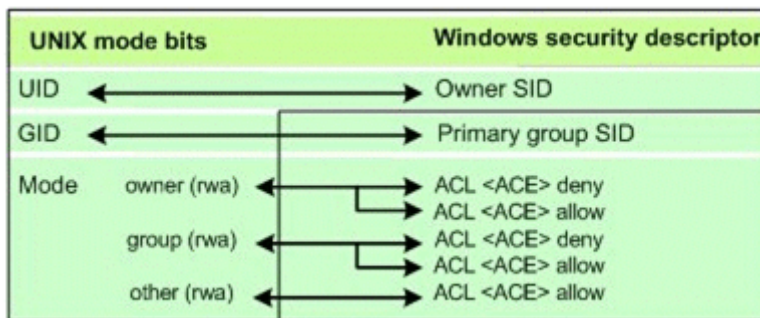 UNIX mode bits Windows security descriptor
UID Owner SID
GID Primary group SID
Mode owner (rwa) ACL <ACE> deny
ACL <ACE> allow
group (rwa) ACL <ACE> deny
ACL <ACE> allow
other (rwa) ACL <ACE> allow